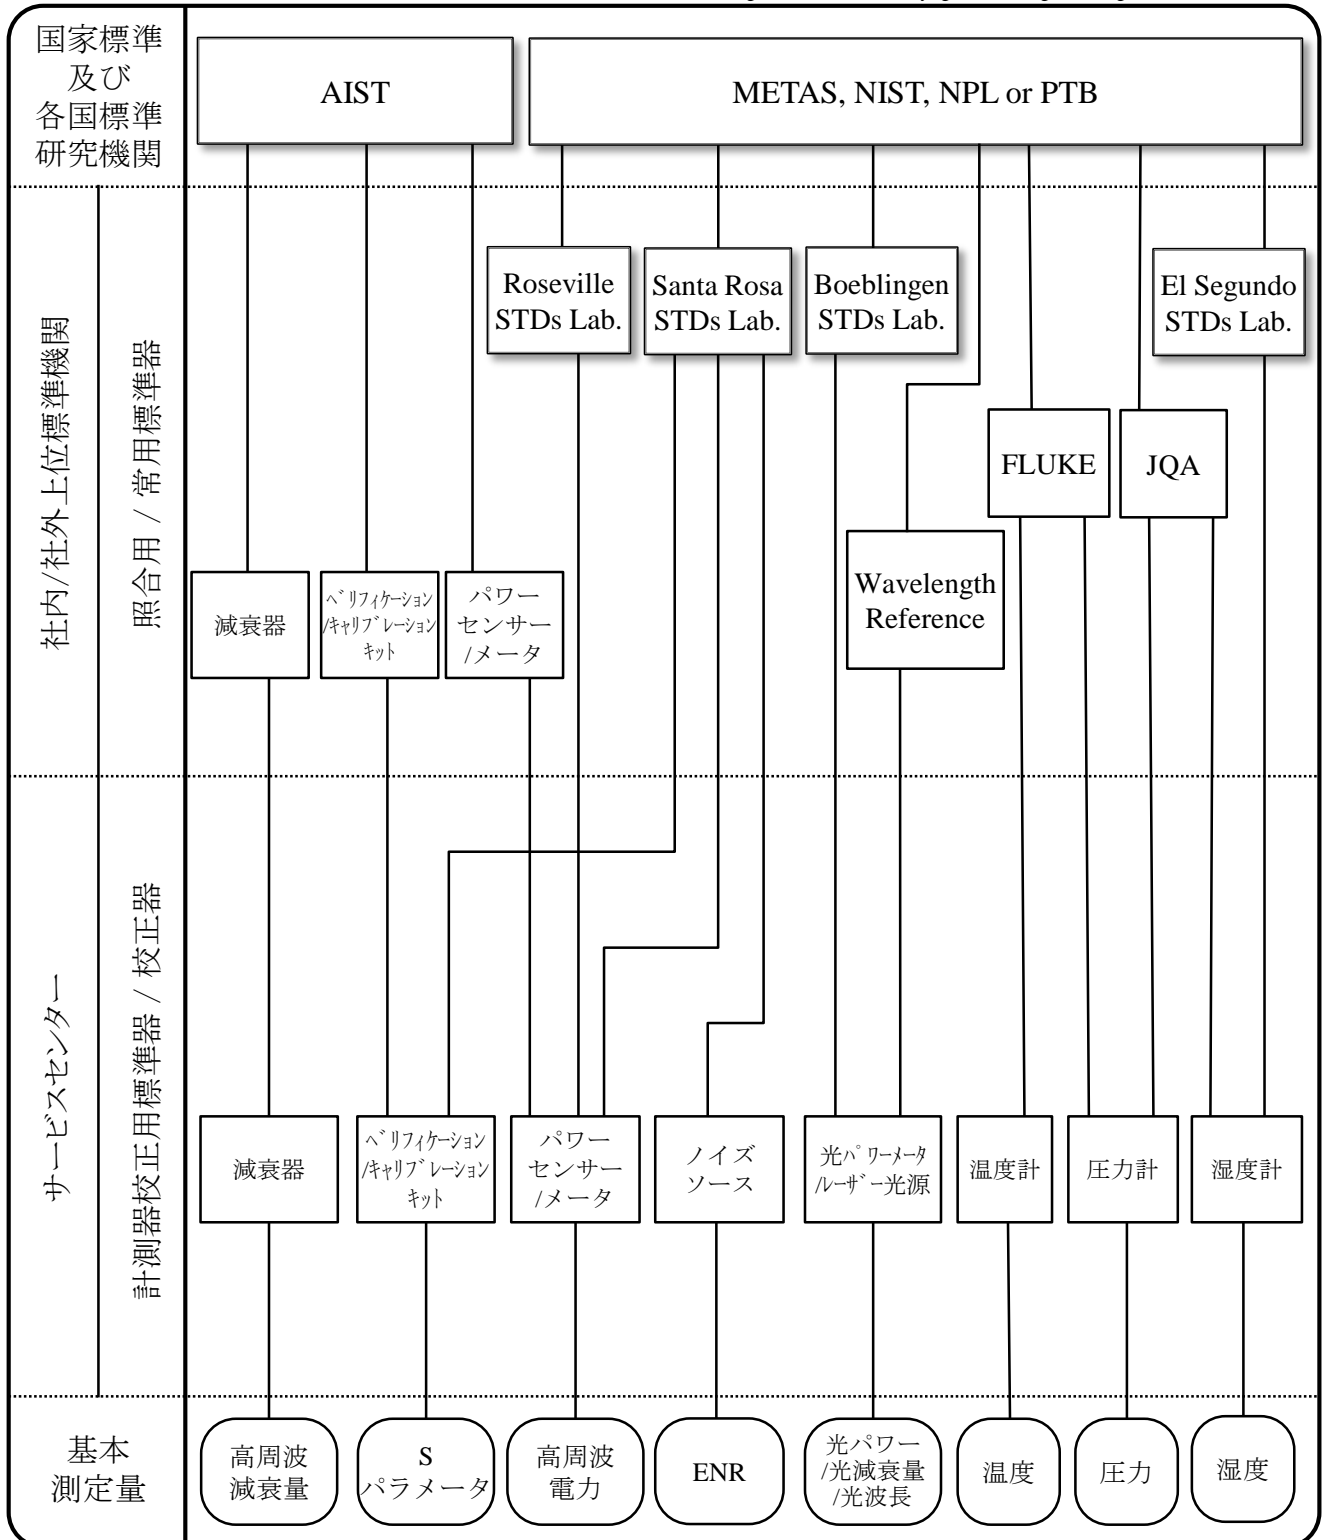 国家標準
及び
各国標準
研究機関
AIST
METAS, NIST, NPL or PTB
社内/社外上位標準機関
照合用 / 常用標準器
Roseville
STDs Lab.
Santa Rosa
STDs Lab.
Boeblingen
STDs Lab.
El Segundo
STDs Lab.
FLUKE
JQA
Wavelength
Reference
減衰器
ﾍﾞﾘﾌｨｹｰｼｮﾝ
/ｷｬﾘﾌﾞﾚｰｼｮﾝ
ｷｯﾄ
パワー
センサー
/メータ
サービスセンター
計測器校正用標準器 / 校正器
減衰器
ﾍﾞﾘﾌｨｹｰｼｮﾝ
/ｷｬﾘﾌﾞﾚｰｼｮﾝ
ｷｯﾄ
パワー
センサー
/メータ
ノイズ
ソース
光ﾊﾟﾜｰﾒｰﾀ
/ﾚｰｻﾞｰ光源
温度計
圧力計
湿度計
基本
測定量
高周波
減衰量
S
パラメータ
高周波
電力
ENR
光パワー
/光減衰量
/光波長
温度
圧力
湿度